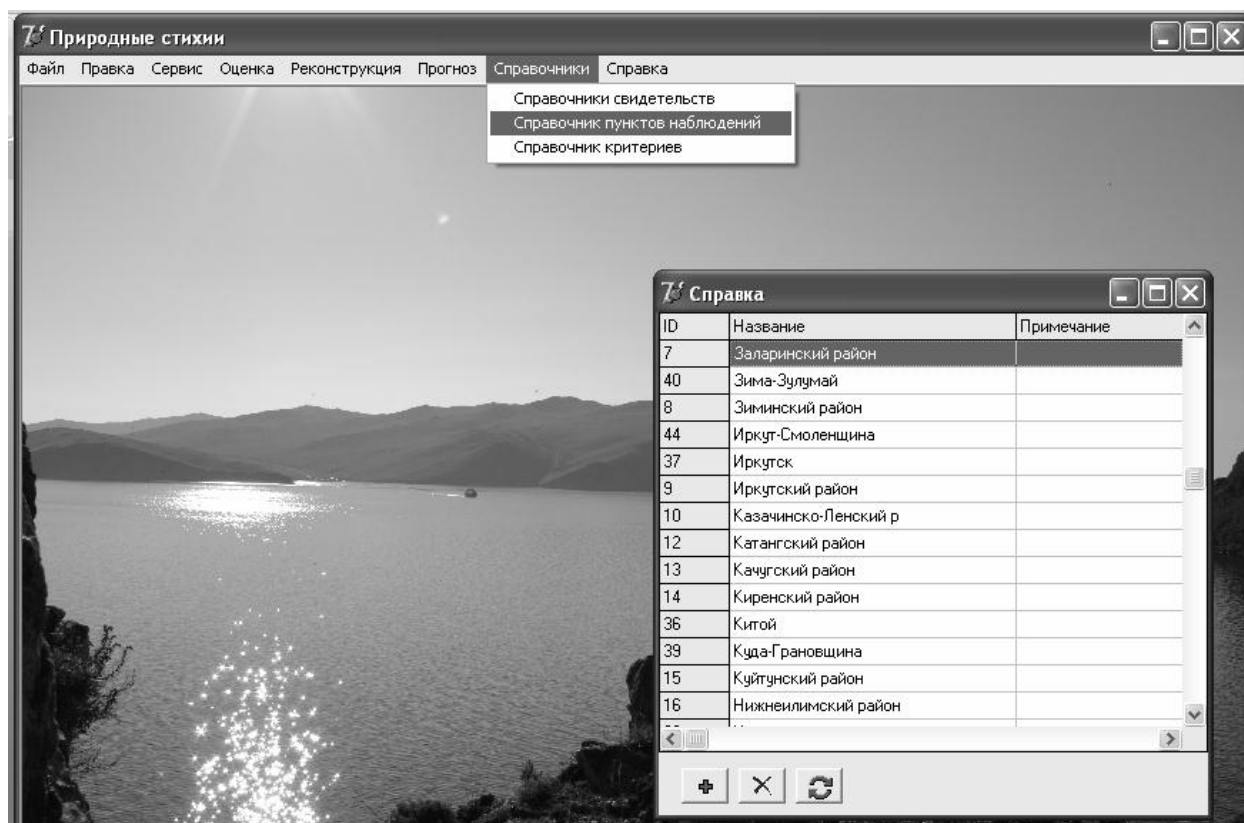 Природные стихии
Файл Правка Сервис Оценка Реконструкция Прогноз Справочники Справка
Справочники свидетельств
Справочник пунктов наблюдений
Справочник критериев
Справка
ID Название Примечание
7 Заларинский район
40 Зима-Зулумай
8 Зиминский район
44 Иркут-Смоленщина
37 Иркутск
9 Иркутский район
10 Казачинско-Ленский р
12 Катангский район
13 Качугский район
14 Киренский район
36 Китой
39 Куда-Грановщина
15 Куйтунский район
16 Нижнеилимский район